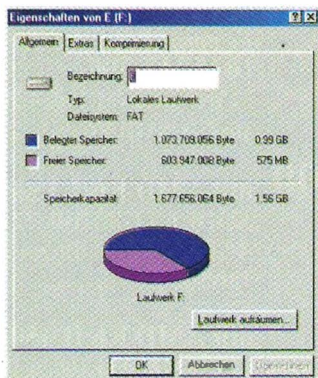 Eigenschaften von E (F:)
Allgemein Extras Komprimierung
Bezeichnung:
Typ: Lokales Laufwerk
Dateisystem: FAT
Belegter Speicher: 1.073.709.056 Byte 0.99 GB
Freier Speicher: 603.947.008 Byte 575 MB
Speicherkapazität: 1.677.656.064 Byte 1.56 GB
Laufwerk F:
Laufwerk aufräumen...
OK Abbrechen Übernehmen